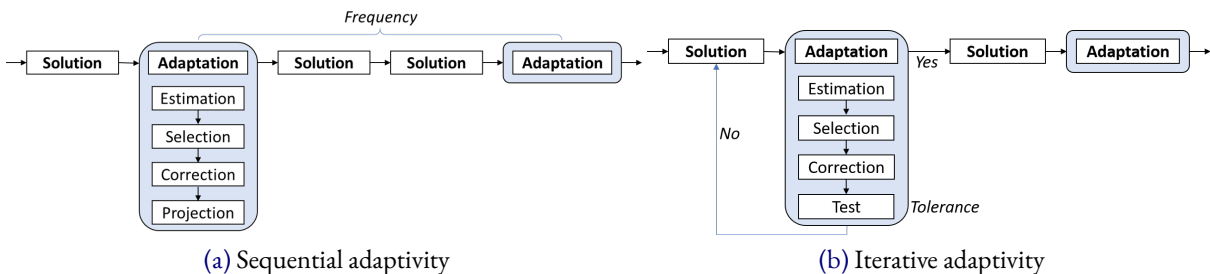 Frequency
Solution
Adaptation
Solution
Solution
Adaptation
Estimation
Selection
Correction
Projection
(a) Sequential adaptivity
Solution
Adaptation
Yes
Solution
Adaptation
Estimation
No
Selection
Correction
Test
Tolerance
(b) Iterative adaptivity